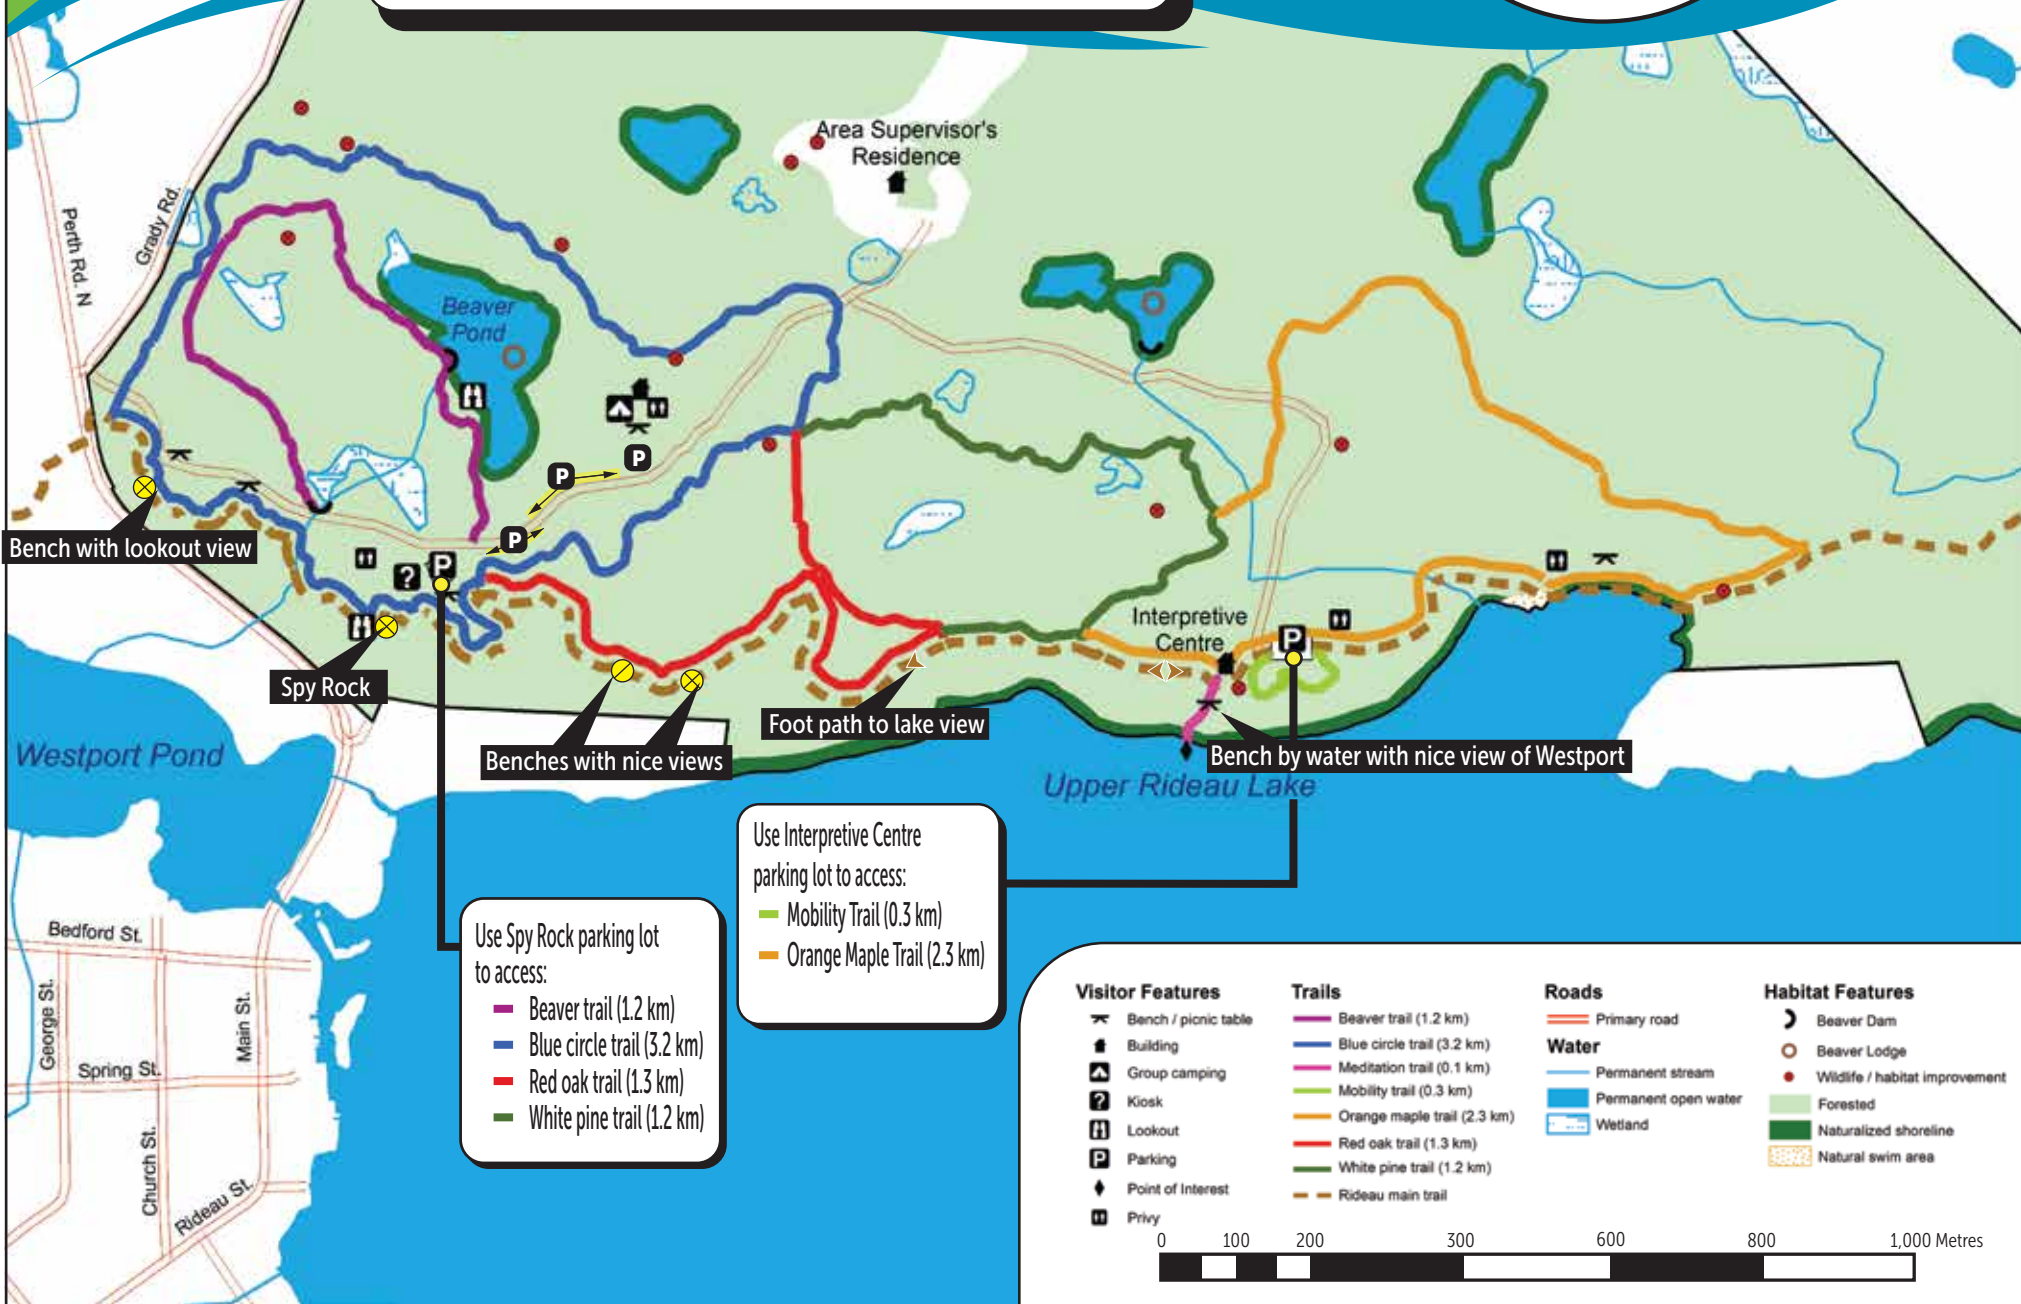 Area Supervisor's
Residence
Grady Rd.
Perth Rd. N
Beaver
Pond
P
P
P
Bench with lookout view
?
P
Spy Rock
Interpretive
Centre
P
Benches with nice views
Foot path to lake view
Bench by water with nice view of Westport
Westport Pond
Upper Rideau Lake
Use Interpretive Centre
parking lot to access:
Mobility Trail (0.3 km)
Orange Maple Trail (2.3 km)
Use Spy Rock parking lot
to access:
Beaver trail (1.2 km)
Blue circle trail (3.2 km)
Red oak trail (1.3 km)
White pine trail (1.2 km)
Bedford St.
George St.
Main St.
Spring St.
Church St.
Rideau St.
Visitor Features
Bench / picnic table
Building
Group camping
? Kiosk
Lookout
P Parking
Point of Interest
Privy
Trails
Beaver trail (1.2 km)
Blue circle trail (3.2 km)
Meditation trail (0.1 km)
Mobility trail (0.3 km)
Orange maple trail (2.3 km)
Red oak trail (1.3 km)
White pine trail (1.2 km)
Rideau main trail
Roads
Primary road
Water
Permanent stream
Permanent open water
Wetland
Habitat Features
Beaver Dam
Beaver Lodge
Wildlife / habitat improvement
Forested
Naturalized shoreline
Natural swim area
0 100 200 300 600 800 1,000 Metres